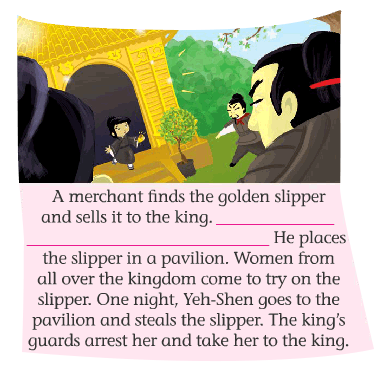 A merchant finds the golden slipper
and sells it to the king. ____________
_________________________ He places
the slipper in a pavilion. Women from
all over the kingdom come to try on the
slipper. One night, Yeh-Shen goes to the
pavilion and steals the slipper. The king's
guards arrest her and take her to the king.